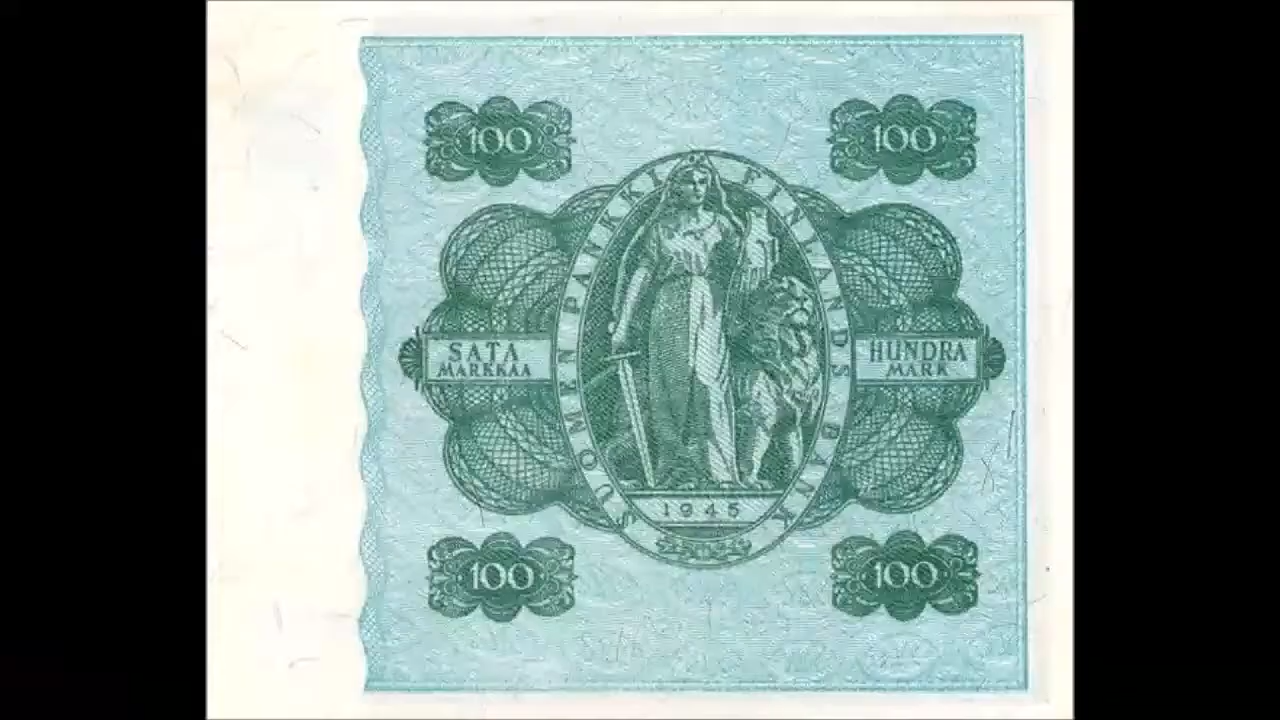 100
100
SUOMEN PANKKI
FINLANDS BANK
SATA
MARKKAA
HUNDRA
MARK
1945
100
100